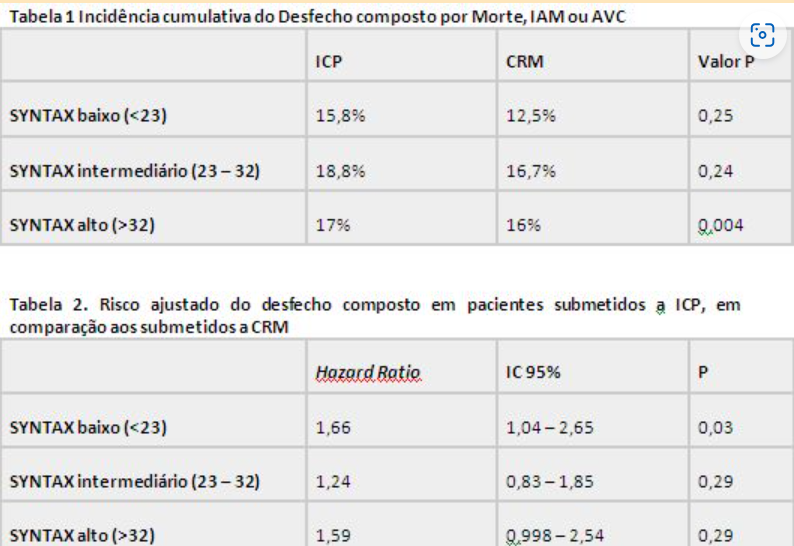 Tabela 1 Incidência cumulativa do Desfecho composto por Morte, IAM ou AVC
ICP CRM Valor P
SYNTAX baixo (<23) 15,8% 12,5% 0,25
SYNTAX intermediário (23 – 32) 18,8% 16,7% 0,24
SYNTAX alto (>32) 17% 16% 0,004
Tabela 2. Risco ajustado do desfecho composto em pacientes submetidos a ICP, em
comparação aos submetidos a CRM
Hazard Ratio IC 95% P
SYNTAX baixo (<23) 1,66 1,04 – 2,65 0,03
SYNTAX intermediário (23 – 32) 1,24 0,83 – 1,85 0,29
SYNTAX alto (>32) 1,59 0,998 – 2,54 0,29